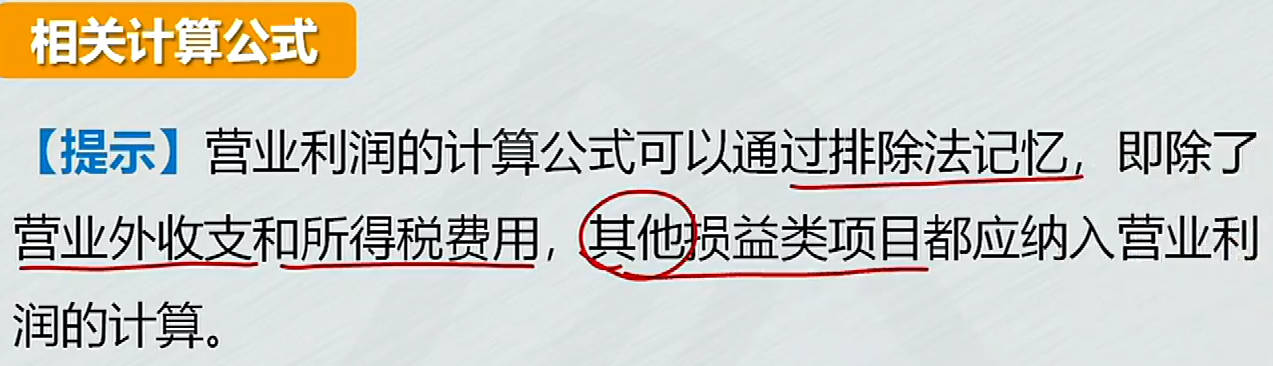 相关计算公式
【提示】营业利润的计算公式可以通过排除法记忆，即除了
营业外收支和所得税费用，其他损益类项目都应纳入营业利
润的计算。